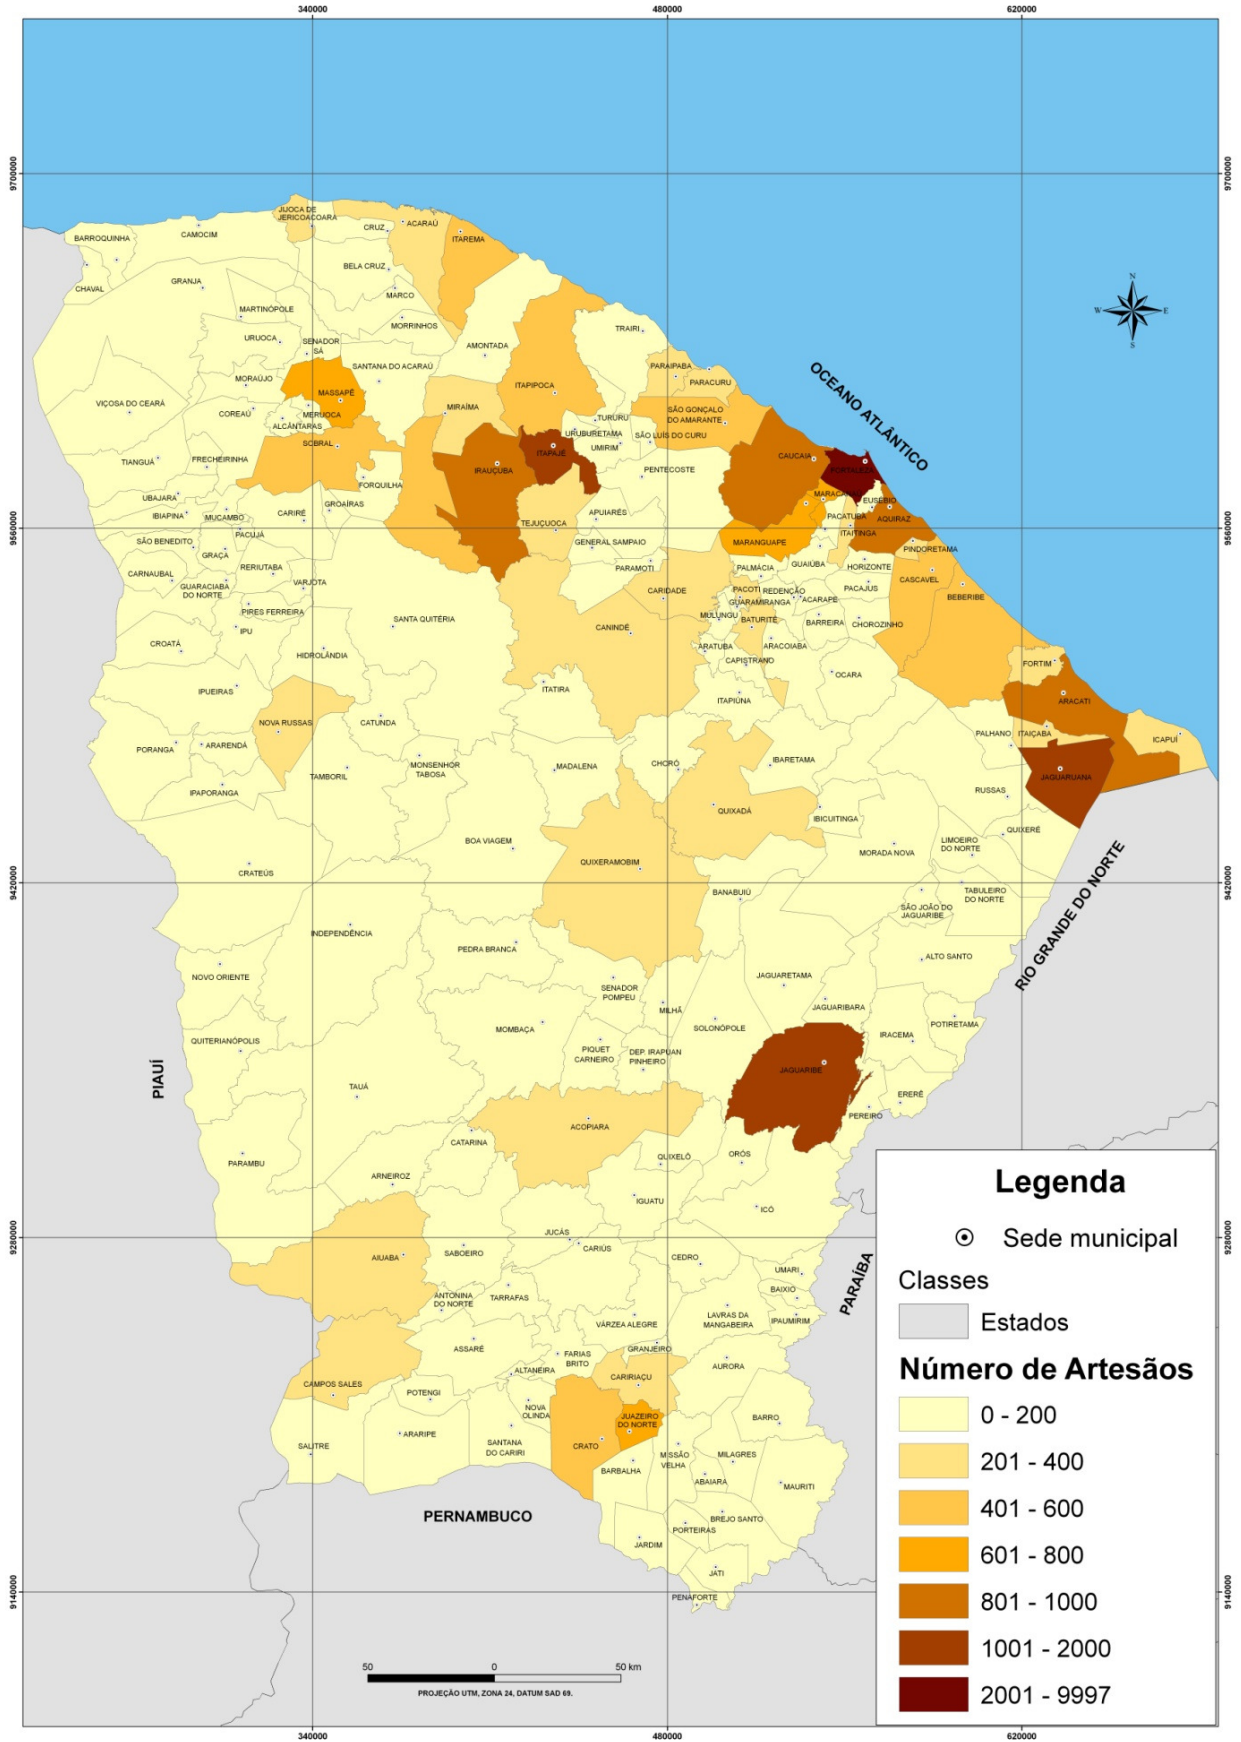 340000
480000
620000
9700000
9700000
JIJOCA DE
JERICOACOARA
ACARAÚ
CRUZ
ITAREMA
CAMOCIM
BARROQUINHA
BELA CRUZ
CHAVAL
GRANJA
MARCO
MARTINÓPOLE
MORRINHOS
TRAIRI
N
W
E
S
URUOCA
SENADOR
SÁ
AMONTADA
SANTANA DO ACARAÚ
PARAIPABA
PARACURU
OCEANO ATLÂNTICO
MORAÚJO
MASSAPÊ
ITAPIPOCA
VIÇOSA DO CEARÁ
MIRAÍMA
SÃO GONÇALO
DO AMARANTE
COREAÚ
MERUOCA
ALCÂNTARAS
TURURU
URUBURETAMA
SÃO LUÍS DO CURU
UMIRIM
SOBRAL
ITAPAJÉ
CAUCAIA
TIANGUÁ
FRECHEIRINHA
IRAUÇUBA
PENTECOSTE
FORTALEZA
FORQUILHA
UBAJARA
GROAÍRAS
EUSÉBIO
IBIAPINA
MUCAMBO
CARIRÉ
APUIARÉS
PACATUBA
AQUIRAZ
TEJUÇUOCA
ITAITINGA
9560000
9560000
PACUJÁ
SÃO BENEDITO
GRAÇA
GENERAL SAMPAIO
MARANGUAPE
PINDORETAMA
RERIUTABA
PARAMOTI
PALMÁCIA
GUAIÚBA
HORIZONTE
CARNAUBAL
GUARACIABA
DO NORTE
VARJOTA
CARIDADE
PACOTI
REDENÇÃO
PACAJUS
CASCAVEL
BEBERIBE
GUARAMIRANGA
ACARAPE
PIRES FERREIRA
MULUNGU
BATURITÉ
BARREIRA
CHOROZINHO
IPU
SANTA QUITÉRIA
CANINDÉ
CROATÁ
HIDROLÂNDIA
ARATUBA
ARACOIABA
CAPISTRANO
FORTIM
OCARA
IPUEIRAS
ITATIRA
ITAPIÚNA
ARACATI
NOVA RUSSAS
CATUNDA
PALHANO
ITAIÇABA
ICAPUÍ
PORANGA
ARARENDÁ
MONSENHOR
TABOSA
MADALENA
CHORÓ
IBARETAMA
TAMBORIL
JAGUARUANA
IPAPORANGA
RUSSAS
QUIXADÁ
IBICUITINGA
QUIXERÉ
BOA VIAGEM
LIMOEIRO
DO NORTE
MORADA NOVA
QUIXERAMOBIM
CRATEÚS
9420000
9420000
BANABUIÚ
TABULEIRO
DO NORTE
SÃO JOÃO DO
JAGUARIBE
RIO GRANDE DO NORTE
INDEPENDÊNCIA
PEDRA BRANCA
ALTO SANTO
NOVO ORIENTE
JAGUARETAMA
SENADOR
POMPEU
JAGUARIBARA
MILHÃ
SOLONÓPOLE
POTIRETAMA
MOMBAÇA
IRACEMA
QUITERIANÓPOLIS
PIQUET
CARNEIRO
DEP. IRAPUAN
PINHEIRO
JAGUARIBE
PIAUÍ
TAUÁ
ERERÊ
PEREIRO
ACOPIARA
CATARINA
QUIXELÔ
ORÓS
PARAMBU
ARNEIROZ
IGUATU
ICÓ
9280000
9280000
JUCÁS
CARIÚS
AIUABA
SABOEIRO
CEDRO
UMARI
PARAÍBA
BAIXIO
ANTONINA
DO NORTE
TARRAFAS
LAVRAS DA
MANGABEIRA
IPAUMIRIM
VÁRZEA ALEGRE
ASSARÉ
GRANJEIRO
FARIAS
BRITO
AURORA
ALTANEIRA
CARIRIAÇU
CAMPOS SALES
POTENGI
NOVA
OLINDA
JUAZEIRO
DO NORTE
BARRO
ARARIPE
SALITRE
SANTANA
DO CARIRI
CRATO
MISSÃO
VELHA
MILAGRES
BARBALHA
ABAIARA
MAURITI
PERNAMBUCO
BREJO SANTO
PORTEIRAS
JARDIM
JATI
9140000
9140000
PENAFORTE
50
0
50 km
PROJEÇÃO UTM, ZONA 24, DATUM SAD 69.
340000
480000
620000
Legenda
Sede municipal
Classes
Estados
Número de Artesãos
0 - 200
201 - 400
401 - 600
601 - 800
801 - 1000
1001 - 2000
2001 - 9997